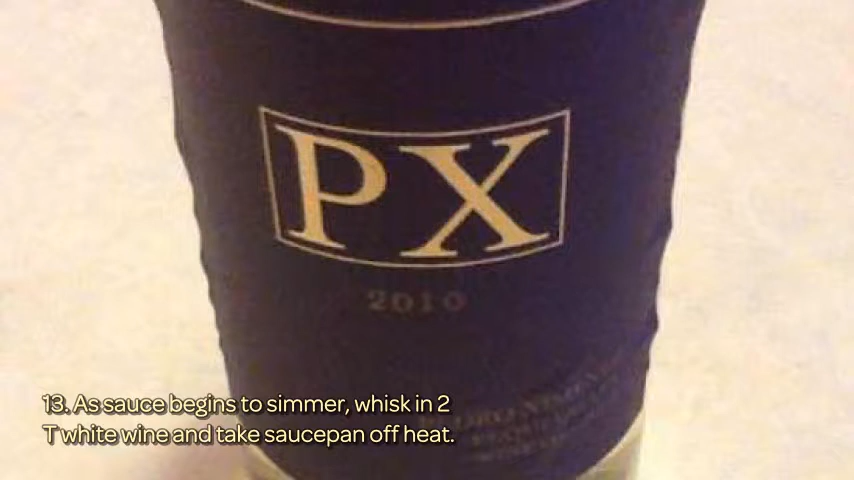 PX
2010
13. As sauce begins to simmer, whisk in 2
T white wine and take saucepan off heat.